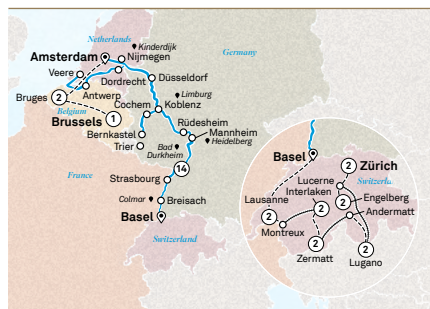 Netherlands
Kinderdijk
Amsterdam
Nijmegen
Germany
Veere
Dordrecht
Düsseldorf
Bruges
2
Antwerp
Limburg
Belgium
Cochem
Koblenz
Brussels
1
Rüdesheim
Bernkastel
Mannheim
Trier
Bad
Durkheim
Heidelberg
14
France
Strasbourg
Colmar
Breisach
Basel
Switzerland
Basel
2
Zürich
Lucerne
Switzerla
Interlaken
Lausanne
2
Engelberg
2
2
Andermatt
Montreux
2
2
Zermatt
Lugano